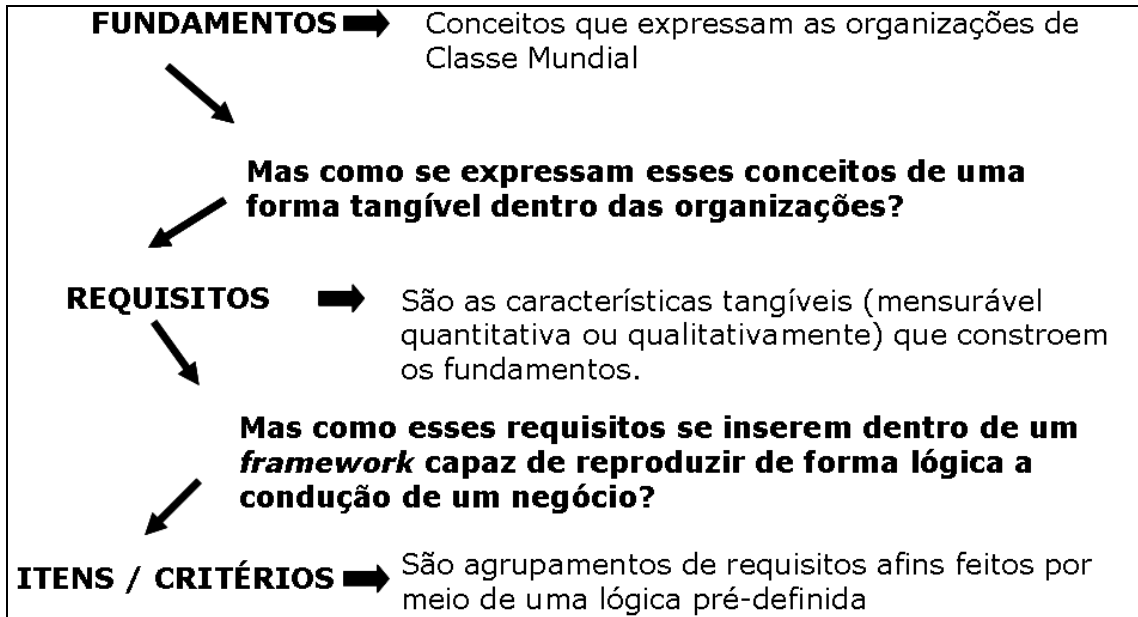 FUNDAMENTOS Conceitos que expressam as organizações de
Classe Mundial
Mas como se expressam esses conceitos de uma
forma tangível dentro das organizações?
REQUISITOS São as características tangíveis (mensurável
quantitativa ou qualitativamente) que constroem
os fundamentos.
Mas como esses requisitos se inserem dentro de um
framework capaz de reproduzir de forma lógica a
condução de um negócio?
ITENS / CRITÉRIOS São agrupamentos de requisitos afins feitos por
meio de uma lógica pré-definida